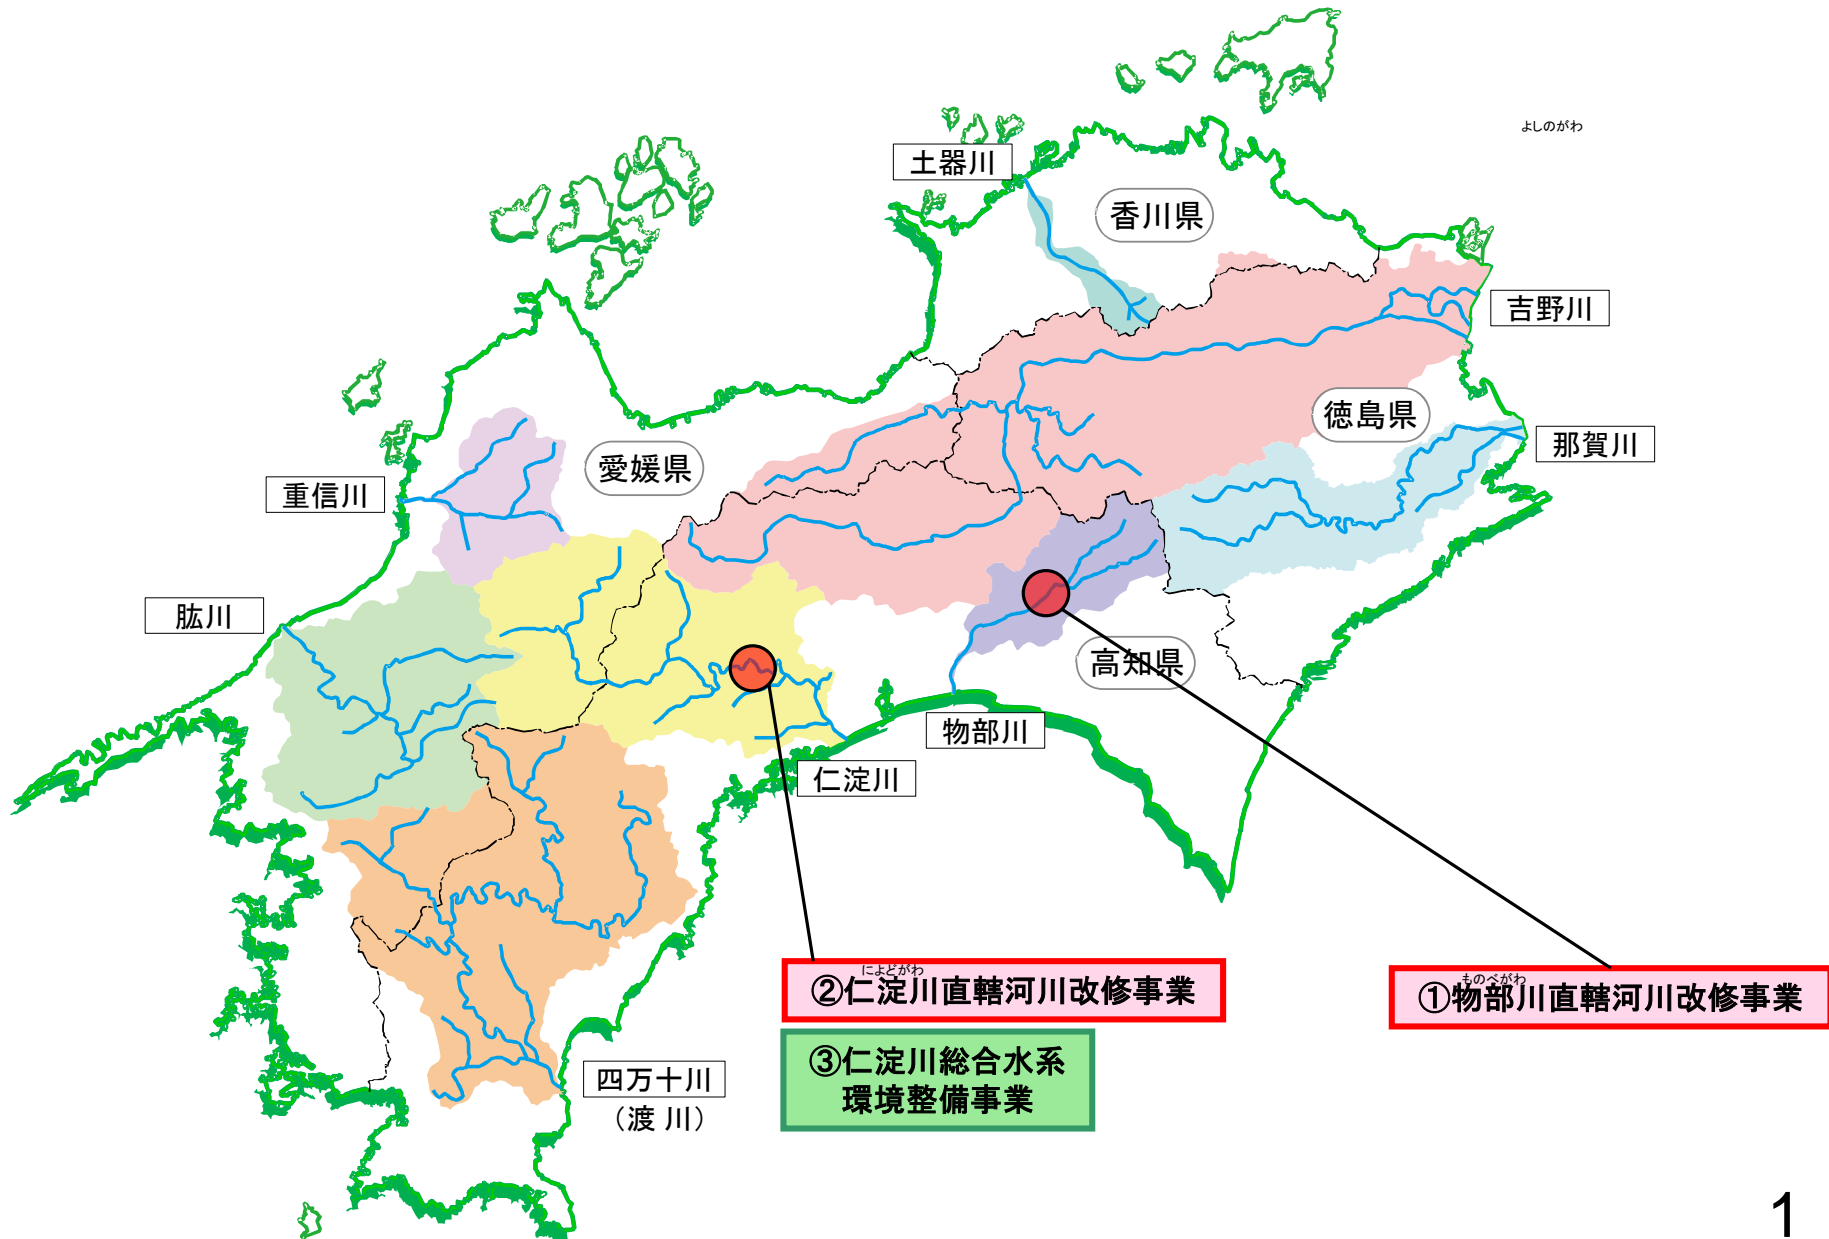 よしのがわ
土器川
香川県
吉野川
徳島県
那賀川
愛媛県
重信川
肱川
高知県
物部川
仁淀川
によどがわ
②仁淀川直轄河川改修事業
ものべがわ
①物部川直轄河川改修事業
③仁淀川総合水系
環境整備事業
四万十川
（渡 川）
1